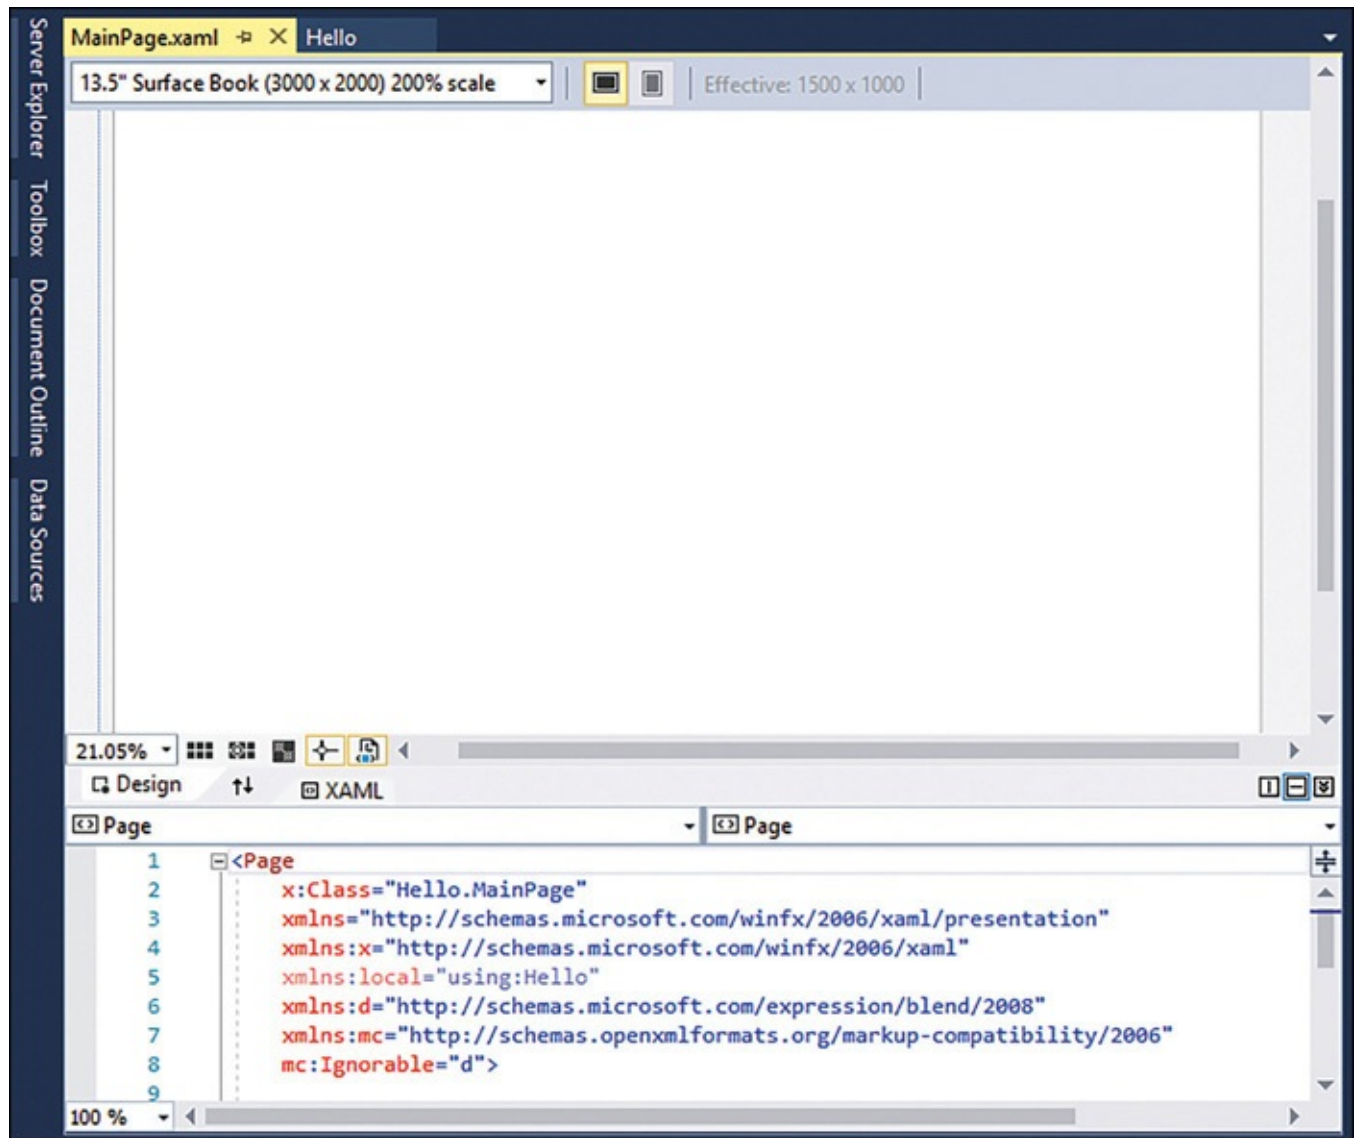 Server Explorer
Toolbox
Document Outline
Data Sources
MainPage.xaml Hello
13.5" Surface Book (3000 x 2000) 200% scale Effective: 1500 x 1000
21.05%
Design XAML
Page Page
1 <Page
2 x:Class="Hello.MainPage"
3 xmlns="http://schemas.microsoft.com/winfx/2006/xaml/presentation"
4 xmlns:x="http://schemas.microsoft.com/winfx/2006/xaml"
5 xmlns:local="using:Hello"
6 xmlns:d="http://schemas.microsoft.com/expression/blend/2008"
7 xmlns:mc="http://schemas.openxmlformats.org/markup-compatibility/2006"
8 mc:Ignorable="d">
9
100 %